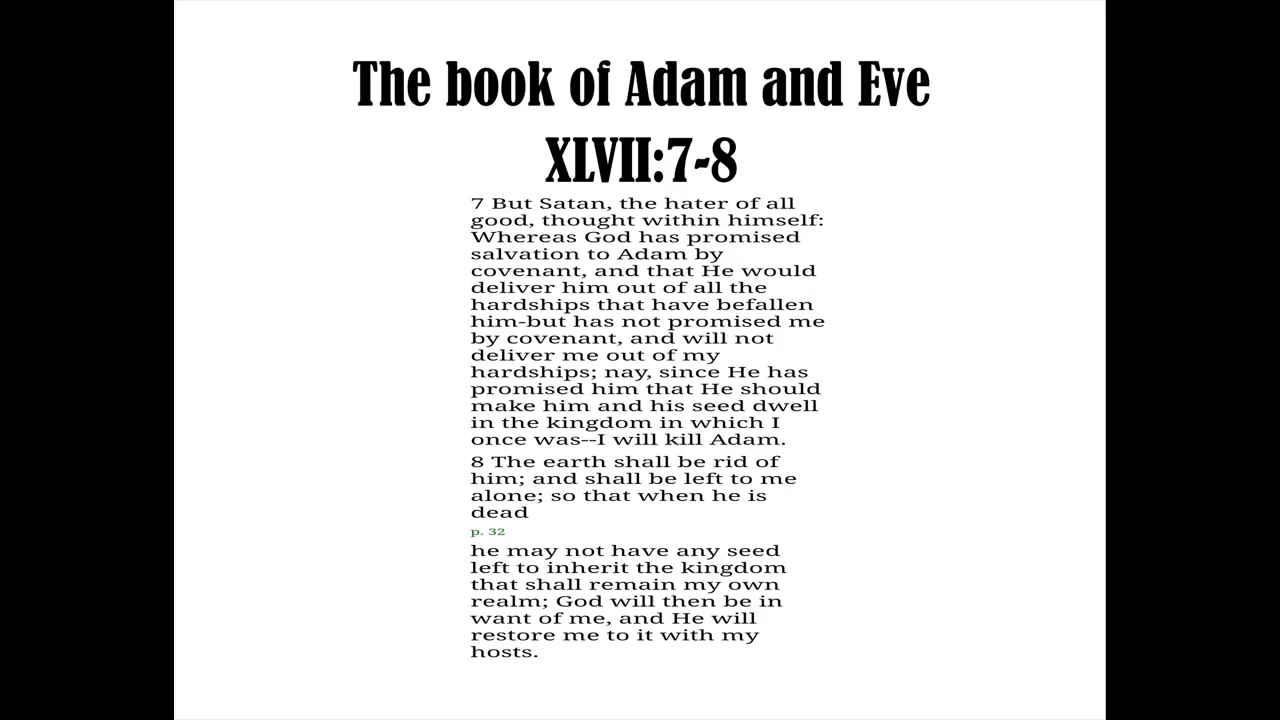 The book of Adam and Eve
XLVII:7-8
7 But Satan, the hater of all
good, thought within himself:
Whereas God has promised
salvation to Adam by
covenant, and that He would
deliver him out of all the
hardships that have befallen
him-but has not promised me
by covenant, and will not
deliver me out of my
hardships; nay, since He has
promised him that He should
make him and his seed dwell
in the kingdom in which I
once was--I will kill Adam.
8 The earth shall be rid of
him; and shall be left to me
alone; so that when he is
dead
p. 32
he may not have any seed
left to inherit the kingdom
that shall remain my own
realm; God will then be in
want of me, and He will
restore me to it with my
hosts.